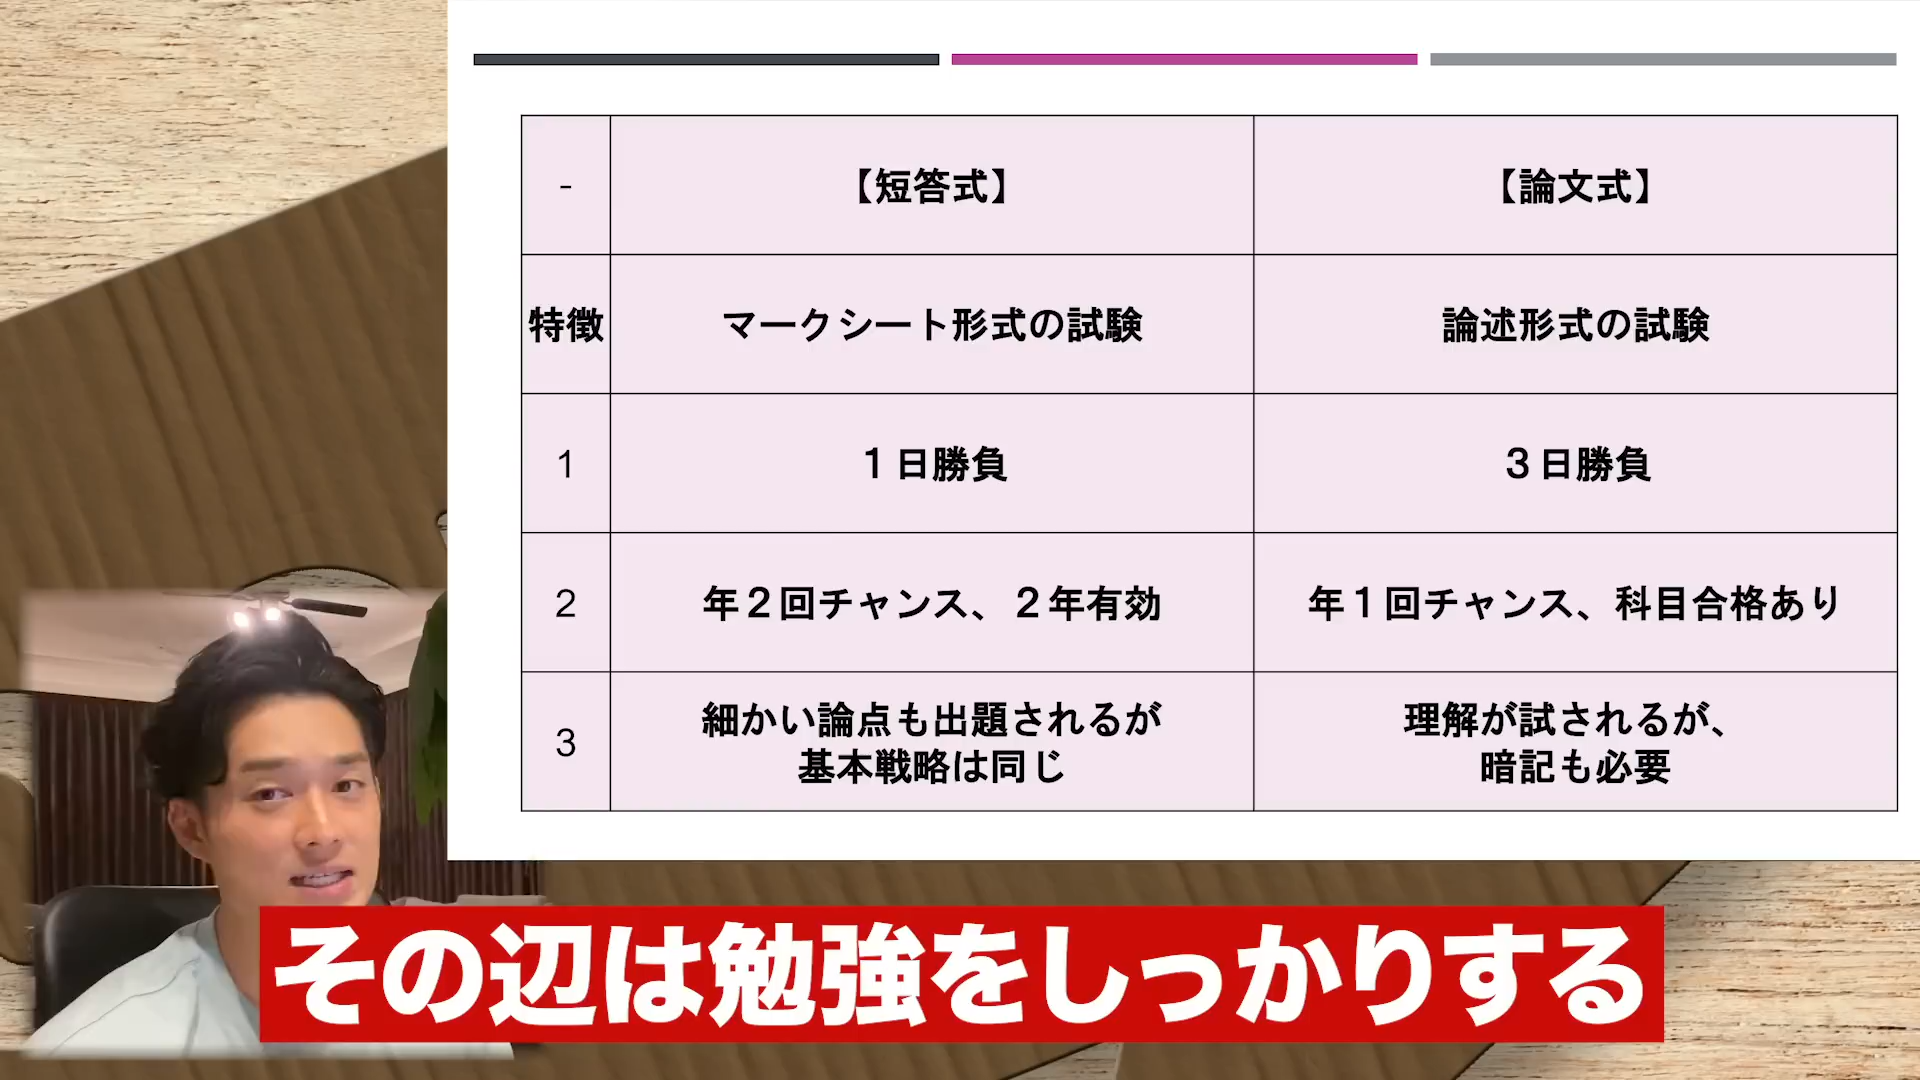 -
【短答式】
【論文式】
特徴
マークシート形式の試験
論述形式の試験
1
１日勝負
３日勝負
2
年２回チャンス、２年有効
年１回チャンス、科目合格あり
3
細かい論点も出題されるが
基本戦略は同じ
理解が試されるが、
暗記も必要
その辺は勉強をしっかりする